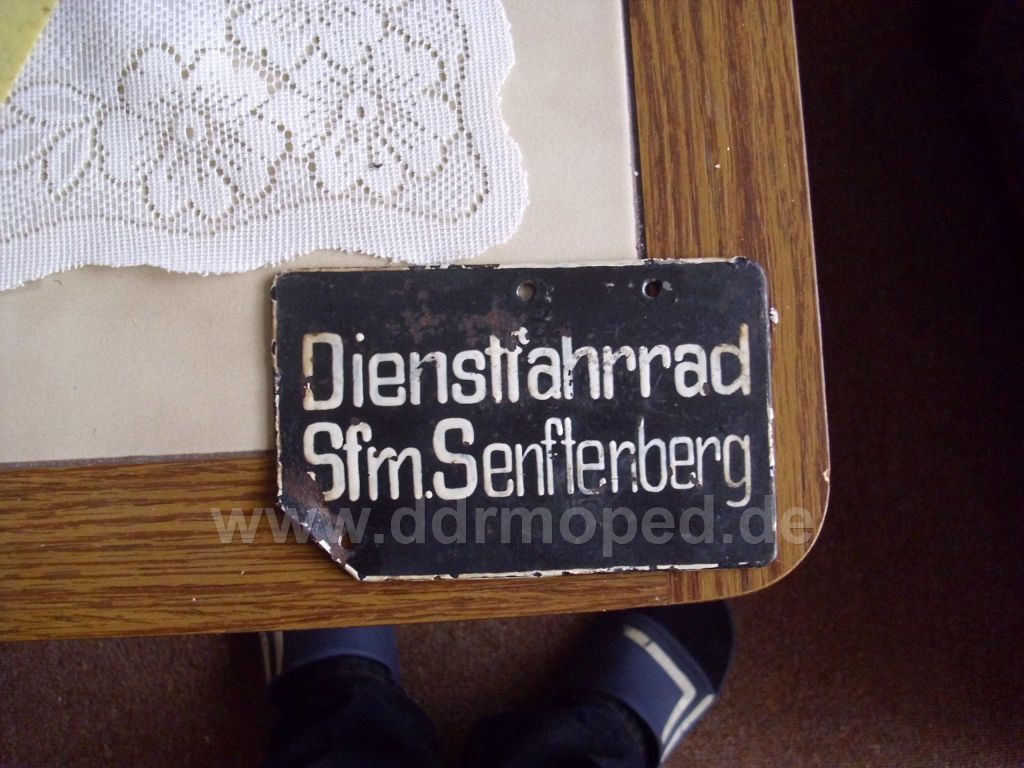 Dienstfahrrad
Sfm. Senftenberg
www.ddrmoped.de